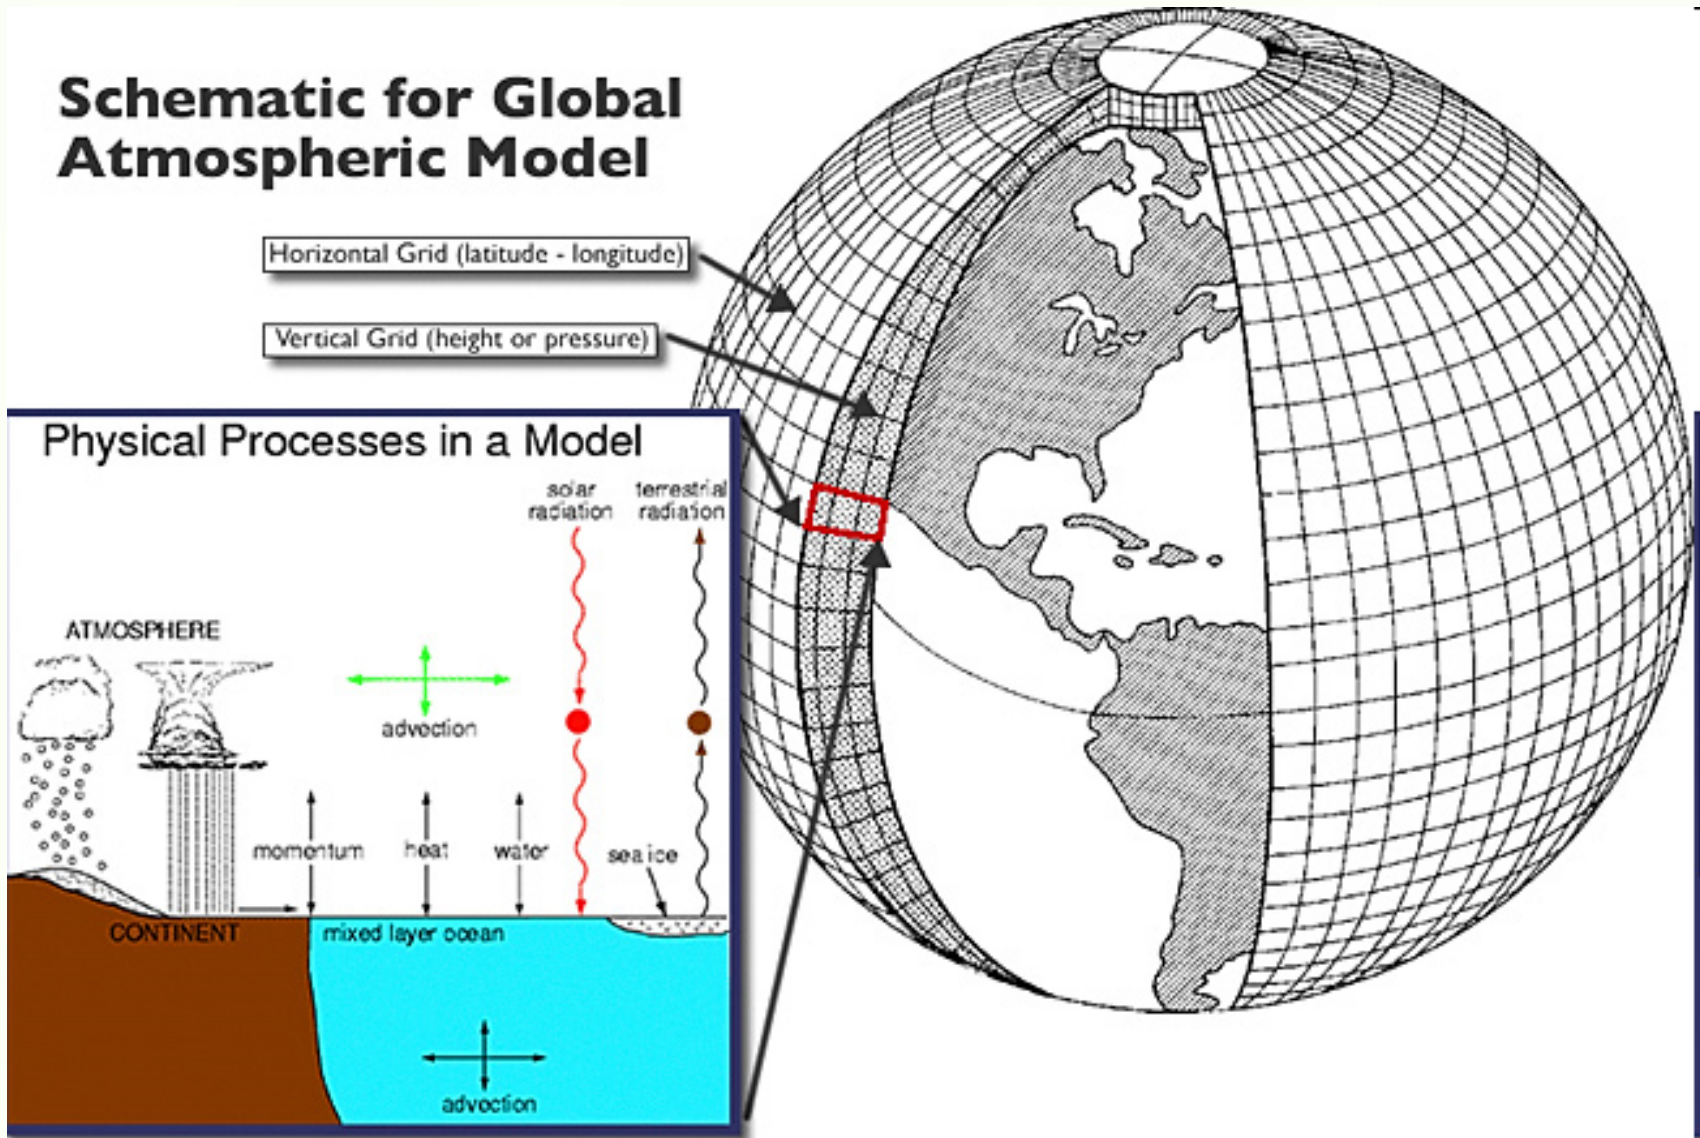 Schematic for Global
Atmospheric Model
Horizontal Grid (latitude - longitude)
Vertical Grid (height or pressure)
Physical Processes in a Model
solar
radiation
terrestrial
radiation
ATMOSPHERE
advection
momentum
heat
water
sea ice
CONTINENT
mixed layer ocean
advection